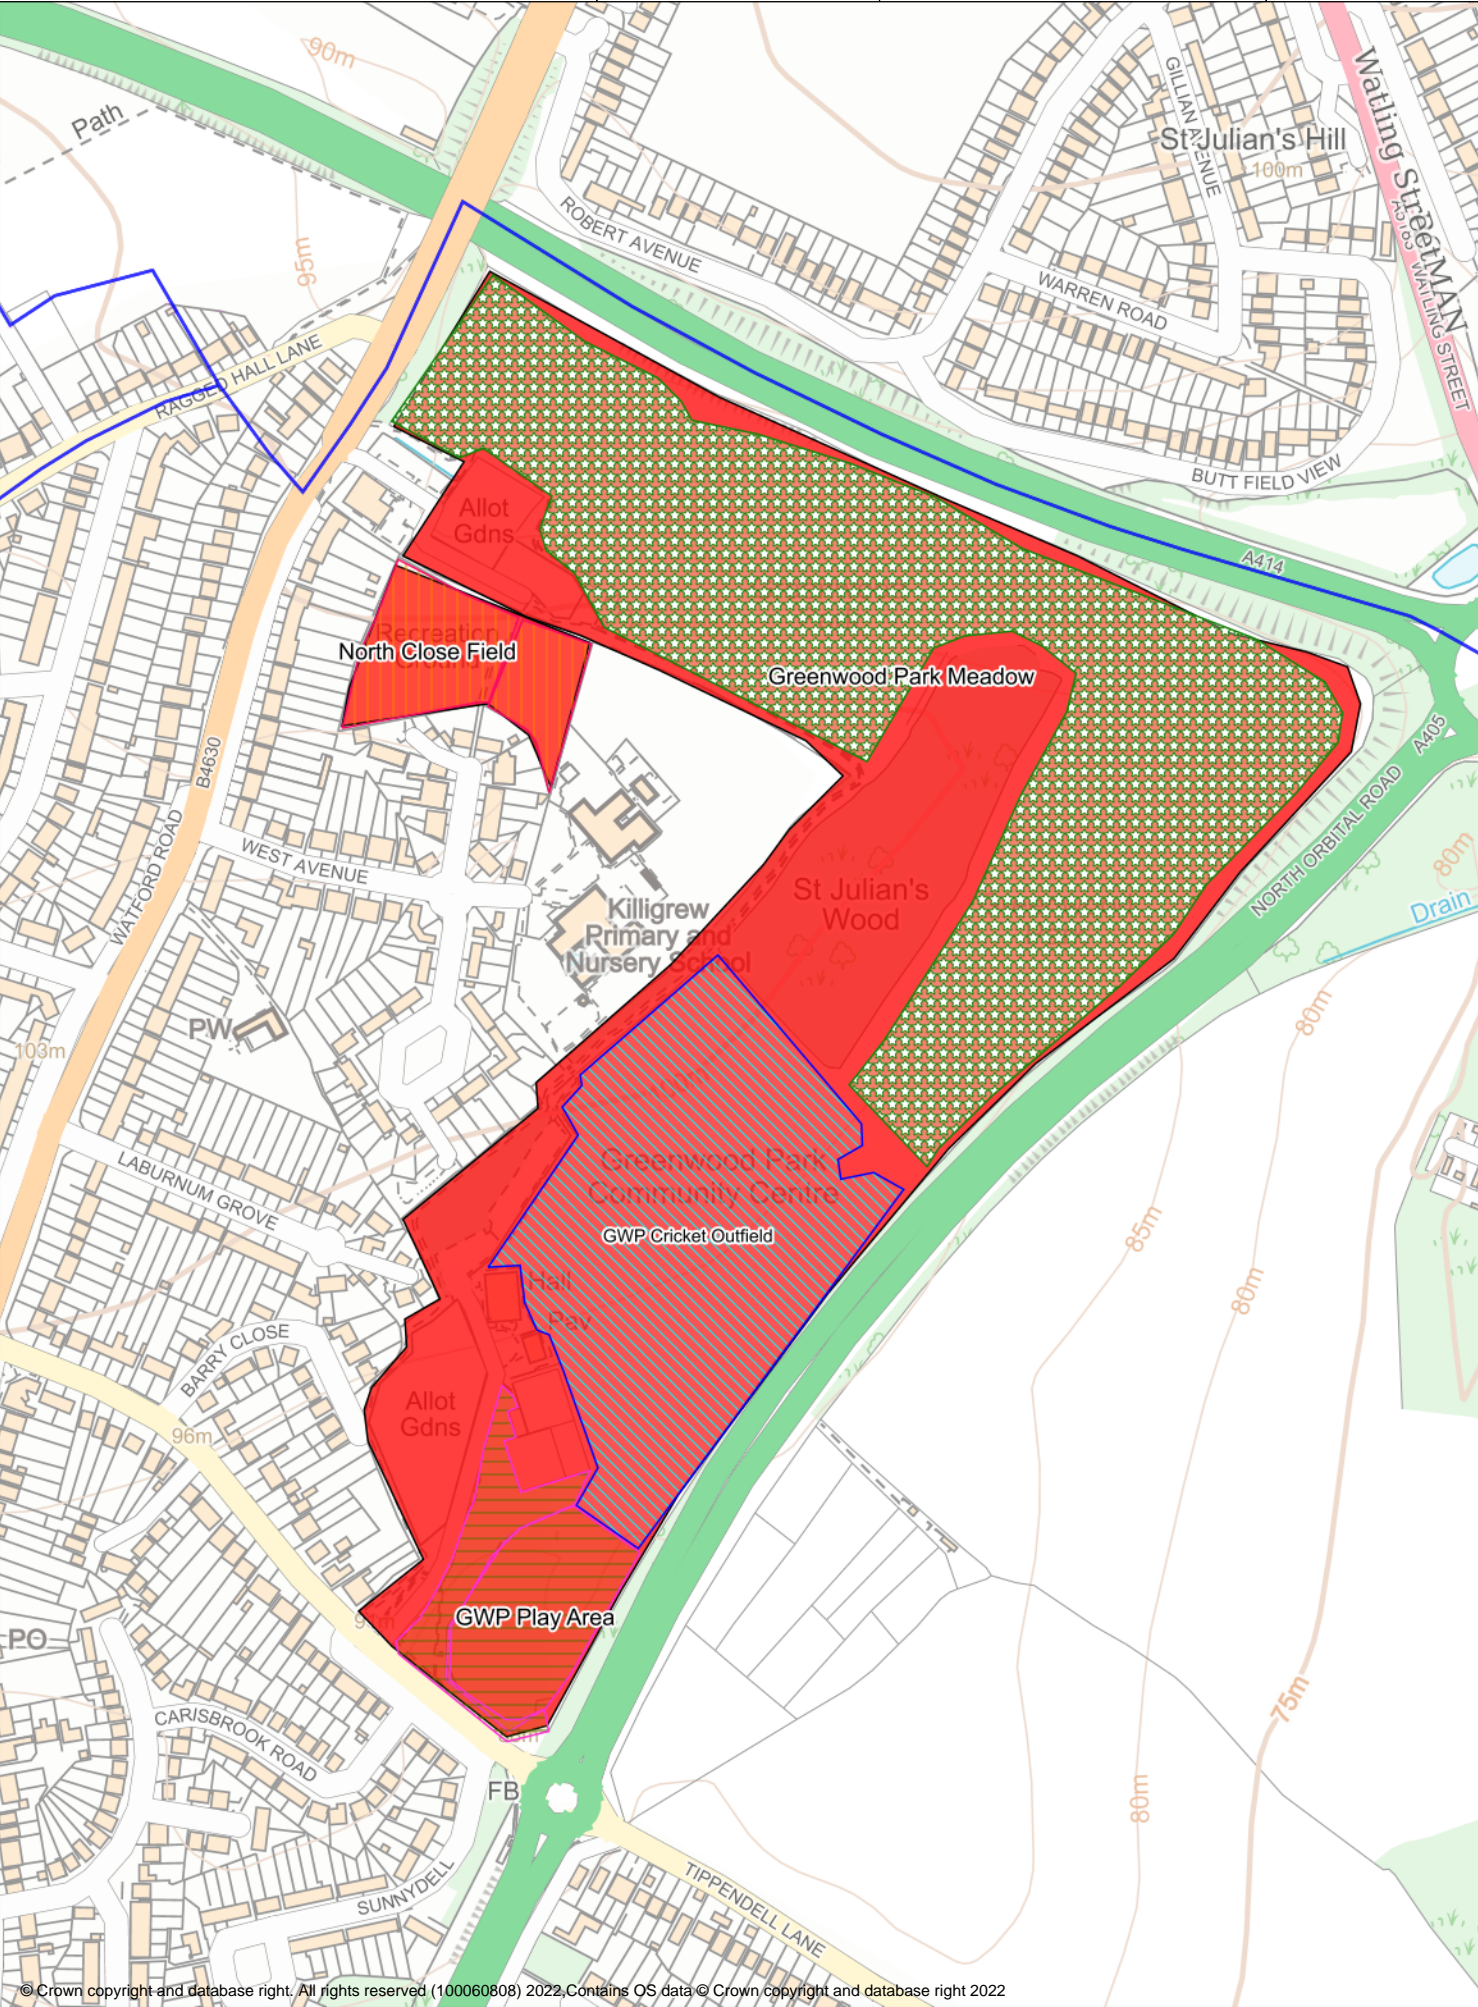 90m
Path
95m
GILLIAN AVENUE
St Julian's Hill
100m
Watling Street
MAN
A5183 WATLING STREET
ROBERT AVENUE
WARREN ROAD
RAGGED HALL LANE
BUTT FIELD VIEW
A414
Allot
Gdns
Recreation
Ground
North Close Field
Greenwood Park Meadow
B4630
A405
NORTH ORBITAL ROAD
80m
WATFORD ROAD
WEST AVENUE
St Julian's
Wood
Drain
Killigrew
Primary and
Nursery School
80m
PW
103m
100m
Greenwood Park
Community Centre
GWP Cricket Outfield
LABURNUM GROVE
85m
80m
Hall
Pav
BARRY CLOSE
Allot
Gdns
96m
91m
GWP Play Area
PO
75m
CARISBROOK ROAD
FB
80m
SUNNYDELL
TIPPENDELL LANE
© Crown copyright and database right. All rights reserved (100060808) 2022,Contains OS data © Crown copyright and database right 2022